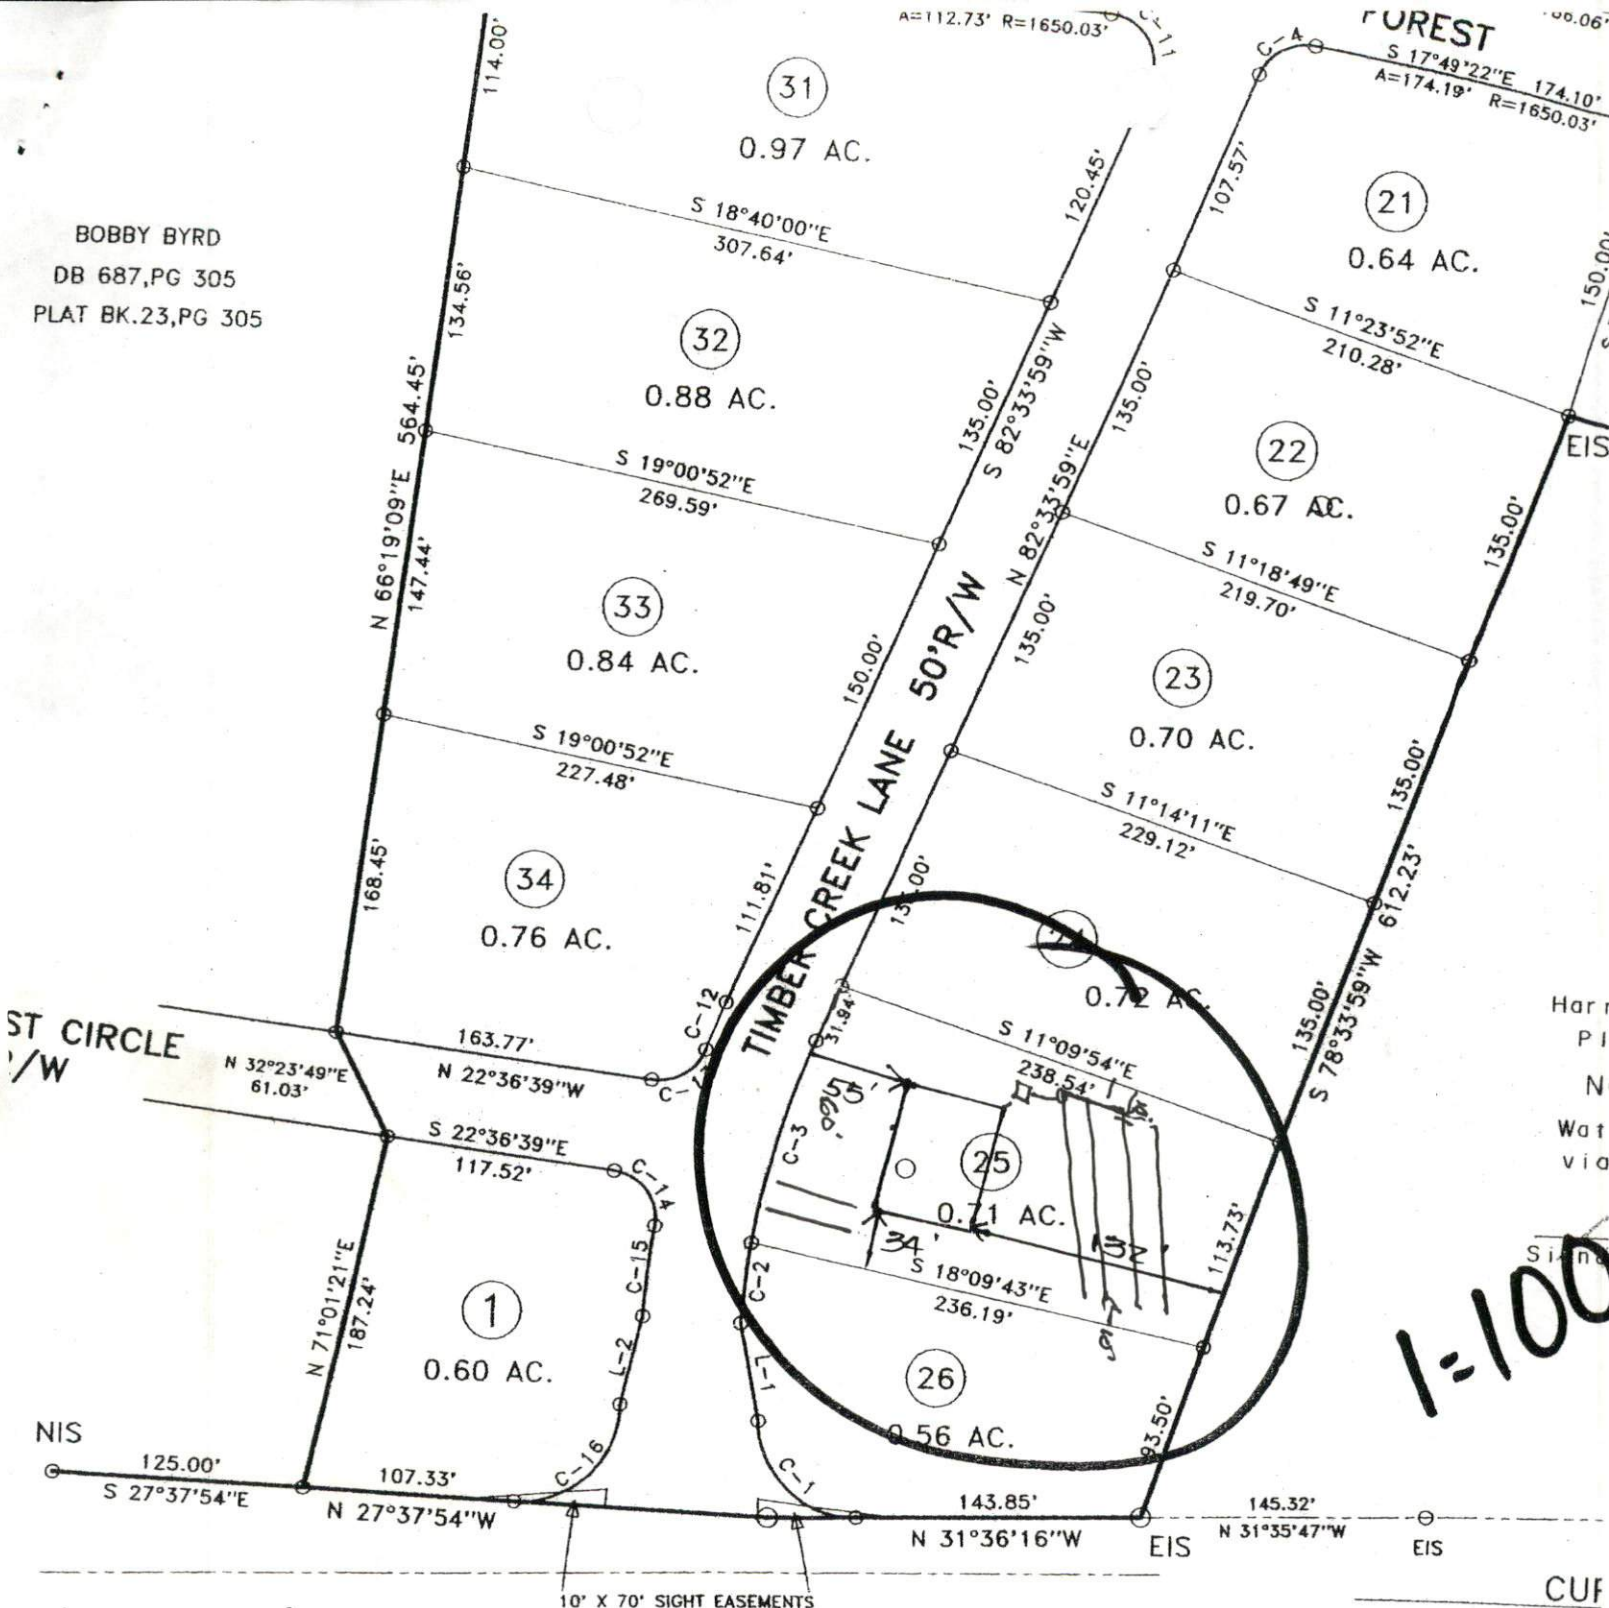 A=112.73' R=1650.03'
C-11
FOREST
C-4
S 17°49'22"E 174.10'
A=174.19' R=1650.03'
114.00'
31
0.97 AC.
120.45'
107.57'
21
0.64 AC.
150.00'
S 18°40'00"E
307.64'
BOBBY BYRD
DB 687,PG 305
PLAT BK.23,PG 305
134.56'
32
0.88 AC.
135.00'
S 82°33'59"W
135.00'
S 11°23'52"E
210.28'
EIS
N 66°19'09"E 564.45'
S 19°00'52"E
269.59'
N 82°33'59"E
22
0.67 AC.
135.00'
147.44'
33
0.84 AC.
150.00'
TIMBER CREEK LANE 50'R/W
135.00'
S 11°18'49"E
219.70'
23
0.70 AC.
135.00'
S 19°00'52"E
227.48'
S 11°14'11"E
229.12'
S 78°33'59"W 612.23'
168.45'
34
0.76 AC.
111.81'
0.72 AC.
135.00'
ST CIRCLE
/W
C-12
163.77'
N 22°36'39"W
N 32°23'49"E
61.03'
31.94'
S 11°09'54"E
238.54'
55'
C-3
25
0.71 AC.
34'
132
113.73'
S 22°36'39"E
117.52'
C-14
C-15
L-2
C-16
C-2
L-1
C-1
S 18°09'43"E
236.19'
N 71°01'21"E
187.24'
1
0.60 AC.
26
0.56 AC.
93.50'
1=100
Harr
Pl
N
Wat
via
NIS
125.00'
S 27°37'54"E
107.33'
N 27°37'54"W
143.85'
N 31°36'16"W
EIS
145.32'
N 31°35'47"W
EIS
10' X 70' SIGHT EASEMENTS
CUR